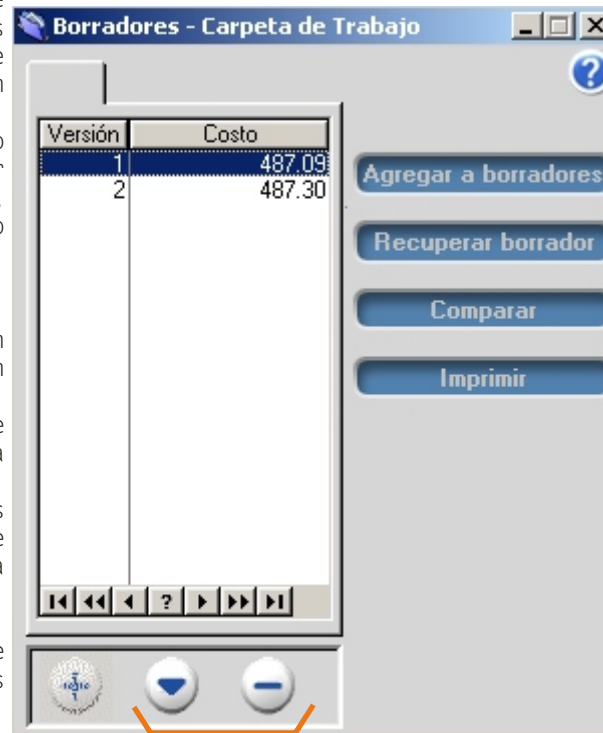 Borradores - Carpeta de Trabajo
?
Versión Costo
1 487.09
2 487.30
Agregar a borradores
Recuperar borrador
Comparar
Imprimir
?